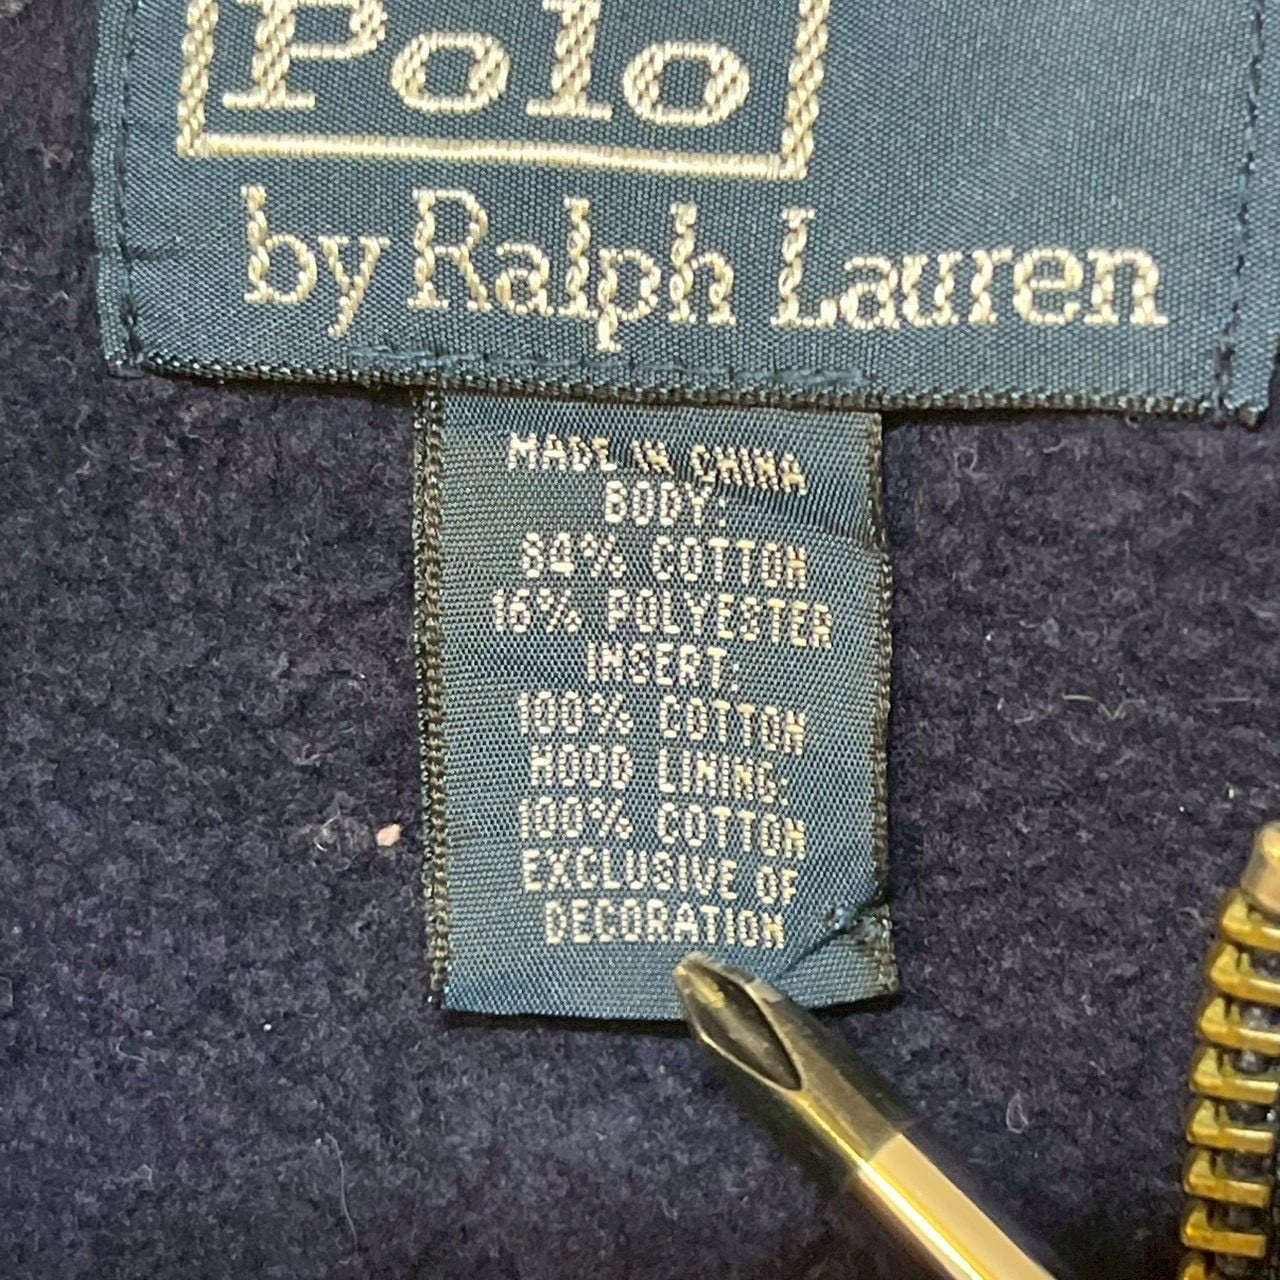 Polo
by Ralph Lauren
MADE IN CHINA
BODY:
84% COTTON
16% POLYESTER
INSERT:
100% COTTON
HOOD LINING:
100% COTTON
EXCLUSIVE OF
DECORATION